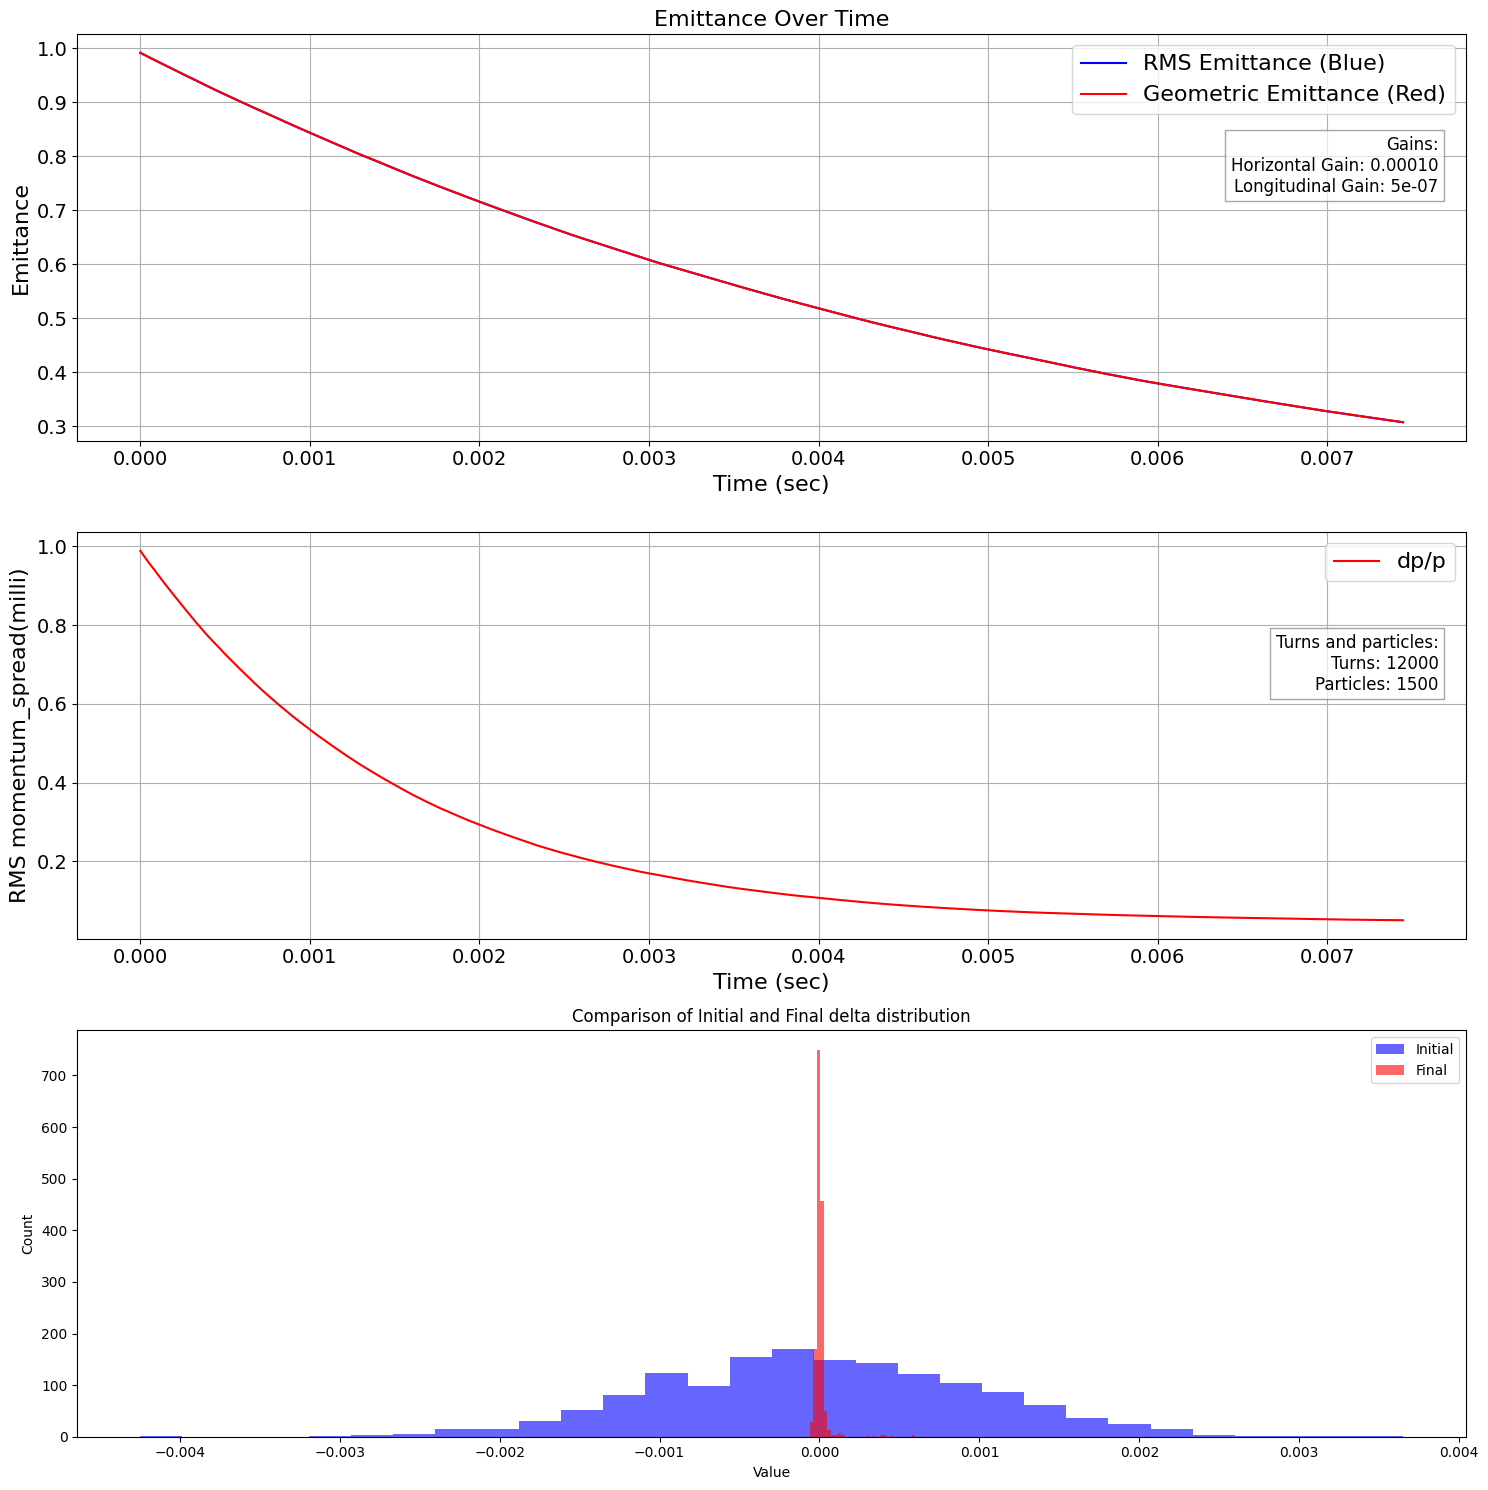 Emittance Over Time
1.0
0.9
0.8
0.7
0.6
0.5
0.4
0.3
Emittance
RMS Emittance (Blue)
Geometric Emittance (Red)
Gains:
Horizontal Gain: 0.00010
Longitudinal Gain: 5e-07
0.000 0.001 0.002 0.003 0.004 0.005 0.006 0.007
Time (sec)
1.0
0.8
0.6
0.4
0.2
RMS momentum_spread(milli)
dp/p
Turns and particles:
Turns: 12000
Particles: 1500
0.000 0.001 0.002 0.003 0.004 0.005 0.006 0.007
Time (sec)
Comparison of Initial and Final delta distribution
700
600
500
400
300
200
100
0
Count
Initial
Final
−0.004 −0.003 −0.002 −0.001 0.000 0.001 0.002 0.003 0.004
Value